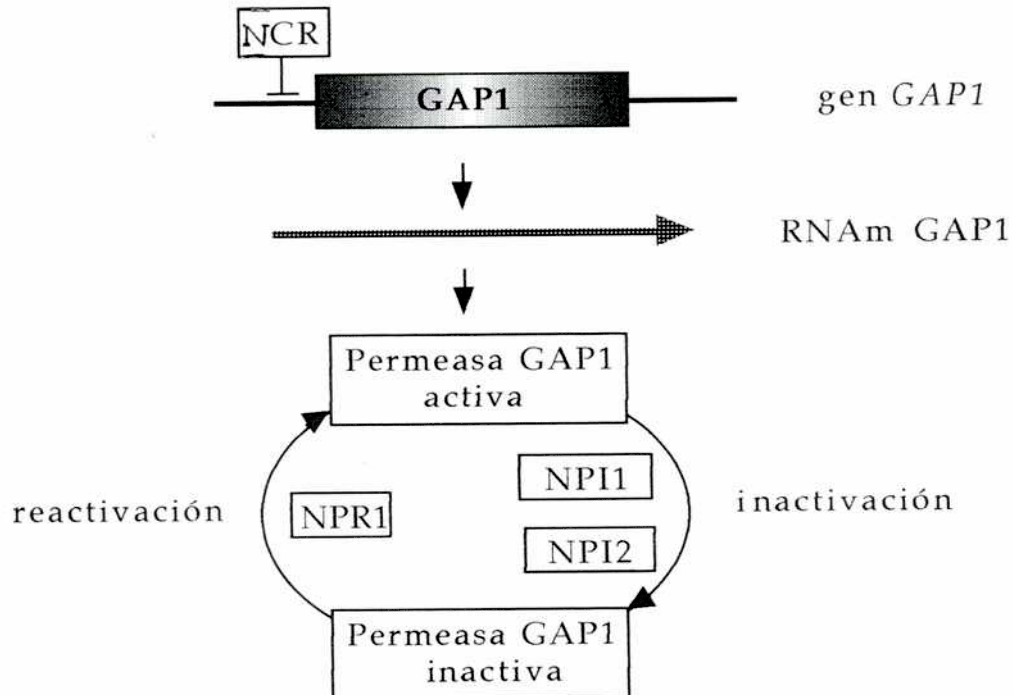 NCR
GAP1
gen GAP1
RNAm GAP1
Permeasa GAP1
activa
reactivación
NPR1
NPI1
NPI2
inactivación
Permeasa GAP1
inactiva